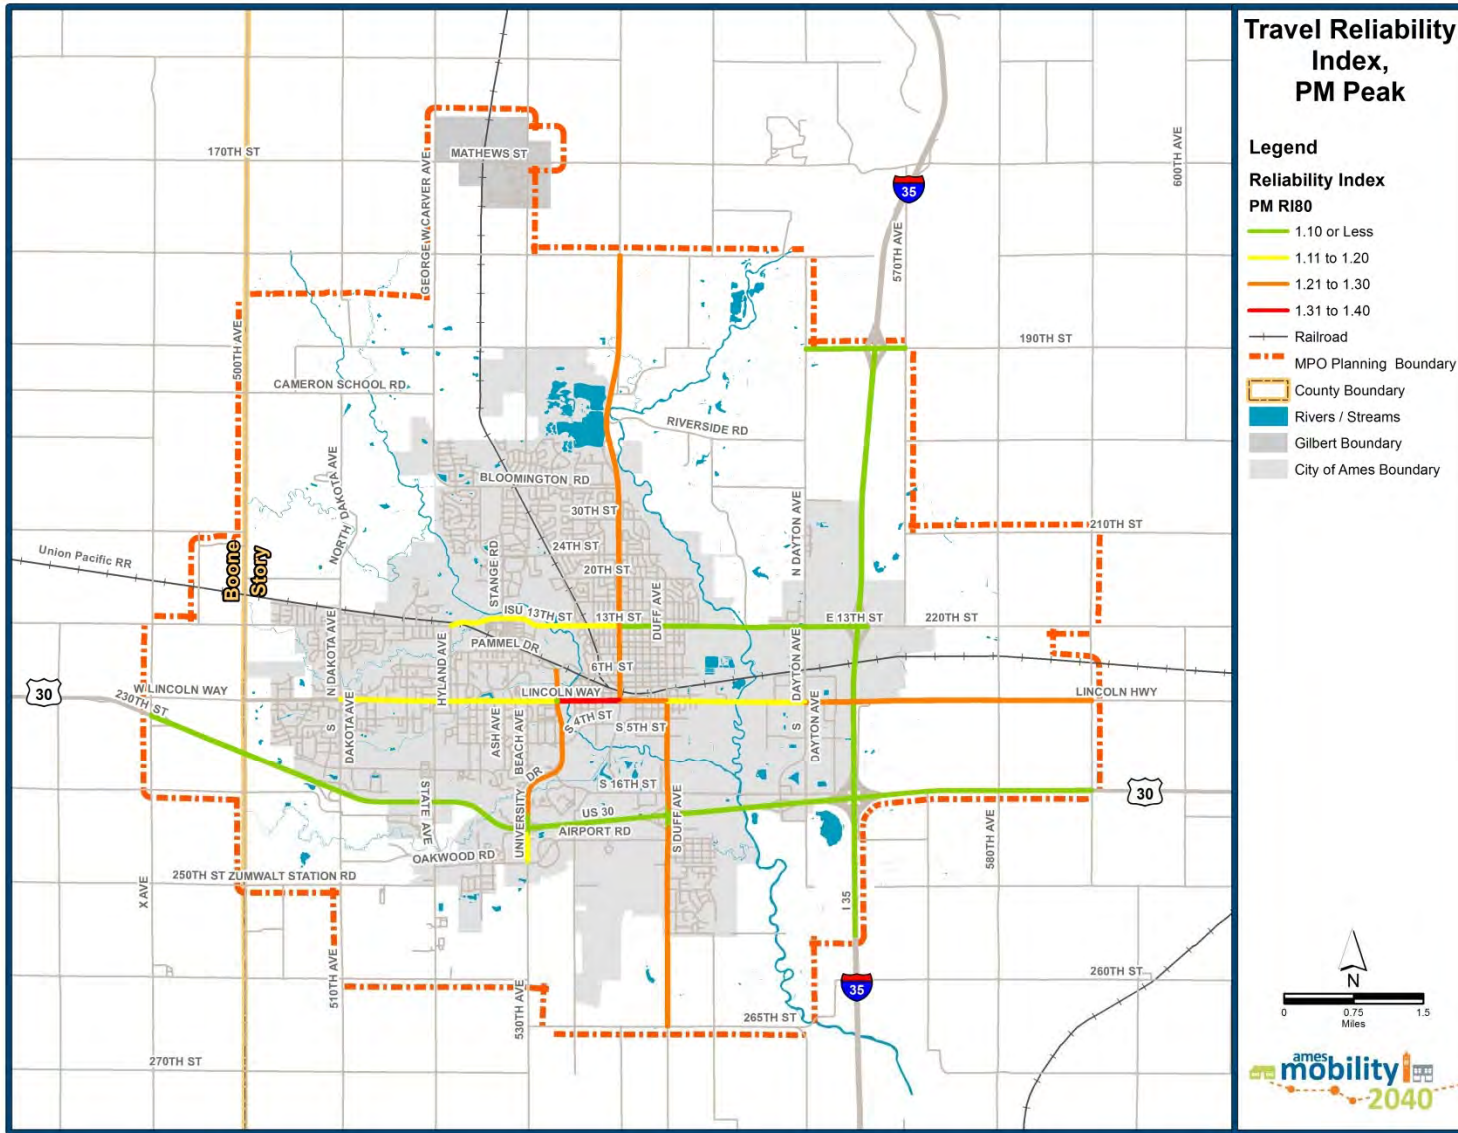 Travel Reliability
Index,
PM Peak
Legend
Reliability Index
PM RI80
1.10 or Less
1.11 to 1.20
1.21 to 1.30
1.31 to 1.40
Railroad
MPO Planning Boundary
County Boundary
Rivers / Streams
Gilbert Boundary
City of Ames Boundary
N
0 0.75 1.5
Miles
ames
mobility
2040
170TH ST
MATHEWS ST
GEORGE W CARVER AVE
35
570TH AVE
600TH AVE
500TH AVE
190TH ST
CAMERON SCHOOL RD
RIVERSIDE RD
NORTH DAKOTA AVE
BLOOMINGTON RD
30TH ST
24TH ST
20TH ST
STANGE RD
N DAYTON AVE
210TH ST
Union Pacific RR
Boone
Story
ISU 13TH ST
13TH ST
DUFF AVE
E 13TH ST
220TH ST
N DAKOTA AVE
HYLAND AVE
PAMMEL DR
6TH ST
DAYTON AVE
30
W LINCOLN WAY
LINCOLN WAY
LINCOLN HWY
230TH ST
S
DAKOTA AVE
ASH AVE
BEACH AVE
S 4TH ST
S 5TH ST
S
DAYTON AVE
UNIVERSITY
DR
S 16TH ST
STATE AVE
US 30
30
AIRPORT RD
S DUFF AVE
OAKWOOD RD
580TH AVE
250TH ST ZUMWALT STATION RD
X AVE
I 35
510TH AVE
530TH AVE
260TH ST
35
265TH ST
270TH ST